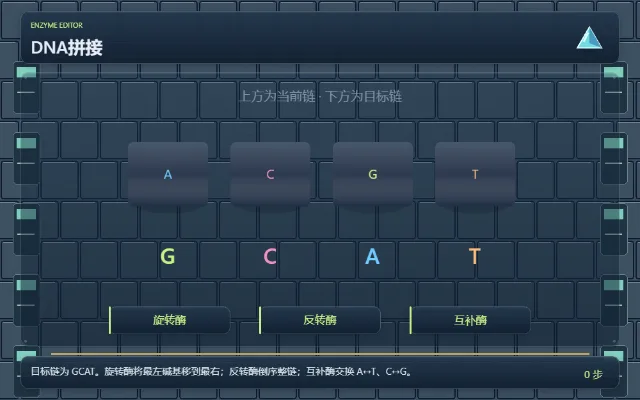 ENZYME EDITOR
DNA拼接
上方为当前链 · 下方为目标链
A C G T
G C A T
旋转酶 反转酶 互补酶
目标链为 GCAT。旋转酶将最左碱基移到最右；反转酶倒序整链；互补酶交换 A↔T、C↔G。
0 步